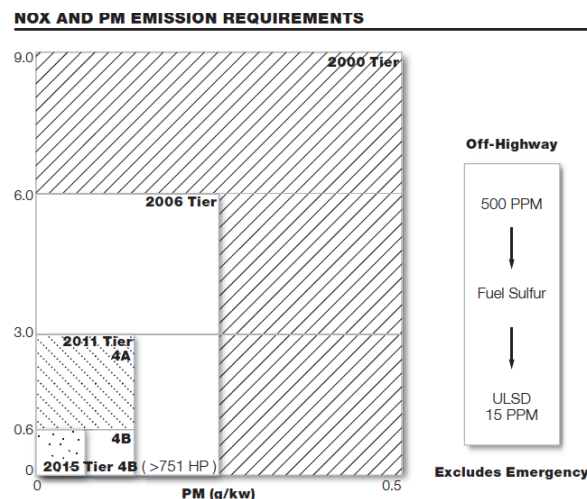 NOX AND PM EMISSION REQUIREMENTS
9.0
2000 Tier
6.0
2006 Tier
3.0
2011 Tier
4A
0.6
4B
2015 Tier 4B ( >751 HP )
0
0
0.5
PM (g/kw)
Off-Highway
500 PPM
Fuel Sulfur
ULSD
15 PPM
Excludes Emergency